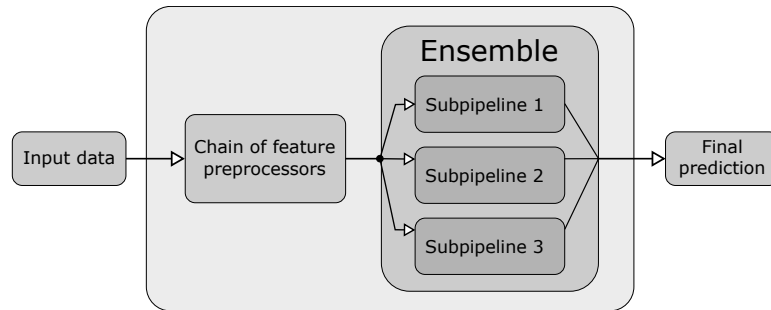 Ensemble
Subpipeline 1
Input data
Chain of feature
preprocessors
Subpipeline 2
Final
prediction
Subpipeline 3